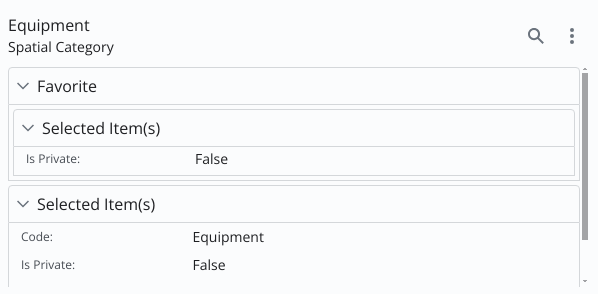 Equipment
Spatial Category
Favorite
Selected Item(s)
Is Private: False
Selected Item(s)
Code: Equipment
Is Private: False